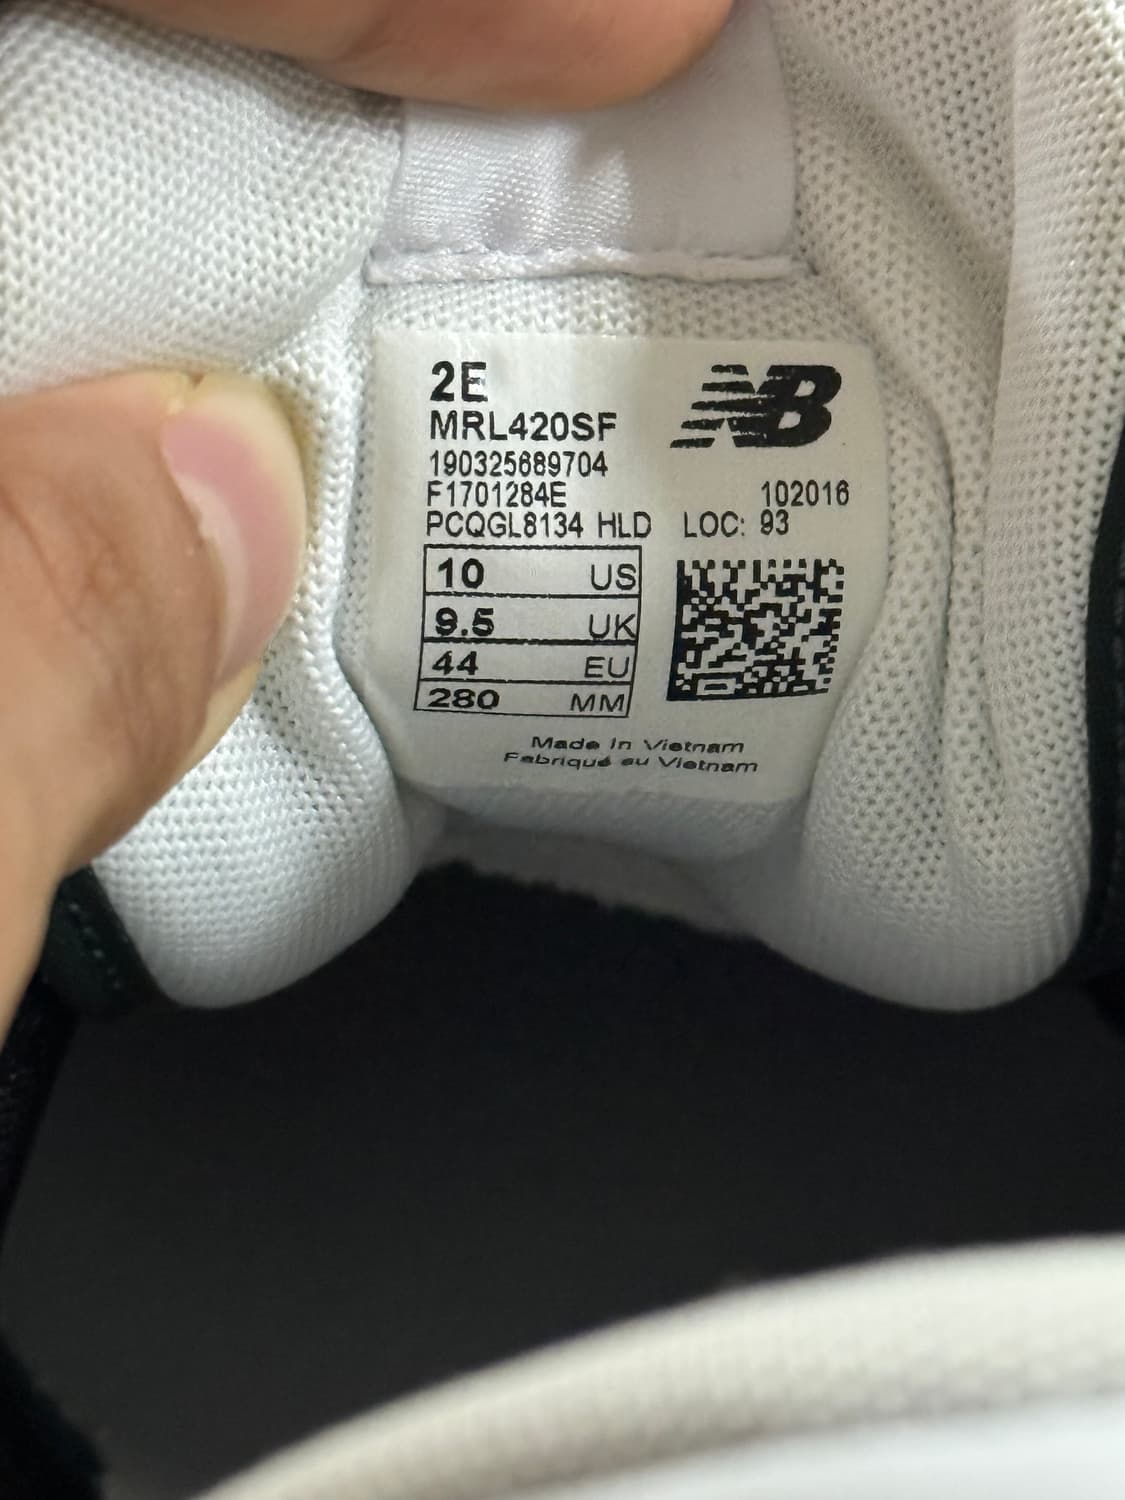 2E
NB
MRL420SF
190325689704
F1701284E 102016
PCQGL8134 HLD LOC: 93
10 US
9.5 UK
44 EU
280 MM
Made in Vietnam
Fabriqué au Vietnam